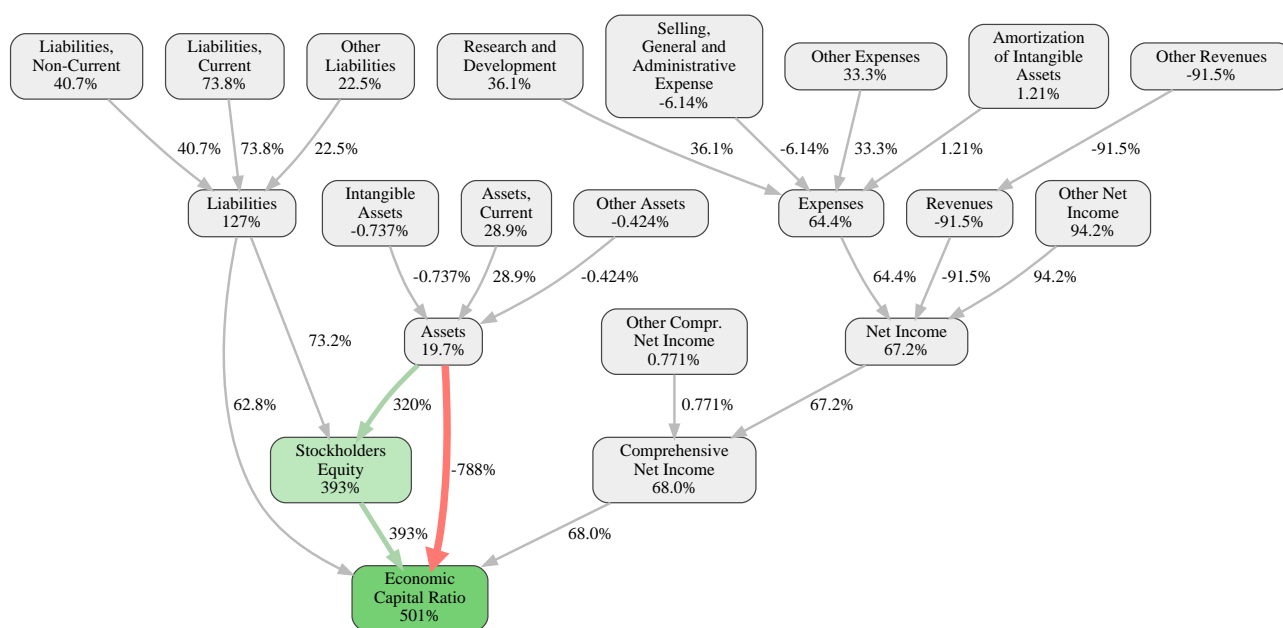 Liabilities,
Non-Current
40.7%
Liabilities,
Current
73.8%
Other
Liabilities
22.5%
Research and
Development
36.1%
Selling,
General and
Administrative
Expense
-6.14%
Other Expenses
33.3%
Amortization
of Intangible
Assets
1.21%
Other Revenues
-91.5%
40.7%
73.8%
22.5%
36.1%
-6.14%
33.3%
1.21%
-91.5%
Liabilities
127%
Intangible
Assets
-0.737%
Assets,
Current
28.9%
Other Assets
-0.424%
Expenses
64.4%
Revenues
-91.5%
Other Net
Income
94.2%
-0.737%
28.9%
-0.424%
64.4%
-91.5%
94.2%
73.2%
Assets
19.7%
Other Compr.
Net Income
0.771%
Net Income
67.2%
62.8%
320%
0.771%
67.2%
Stockholders
Equity
393%
-788%
Comprehensive
Net Income
68.0%
393%
68.0%
Economic
Capital Ratio
501%